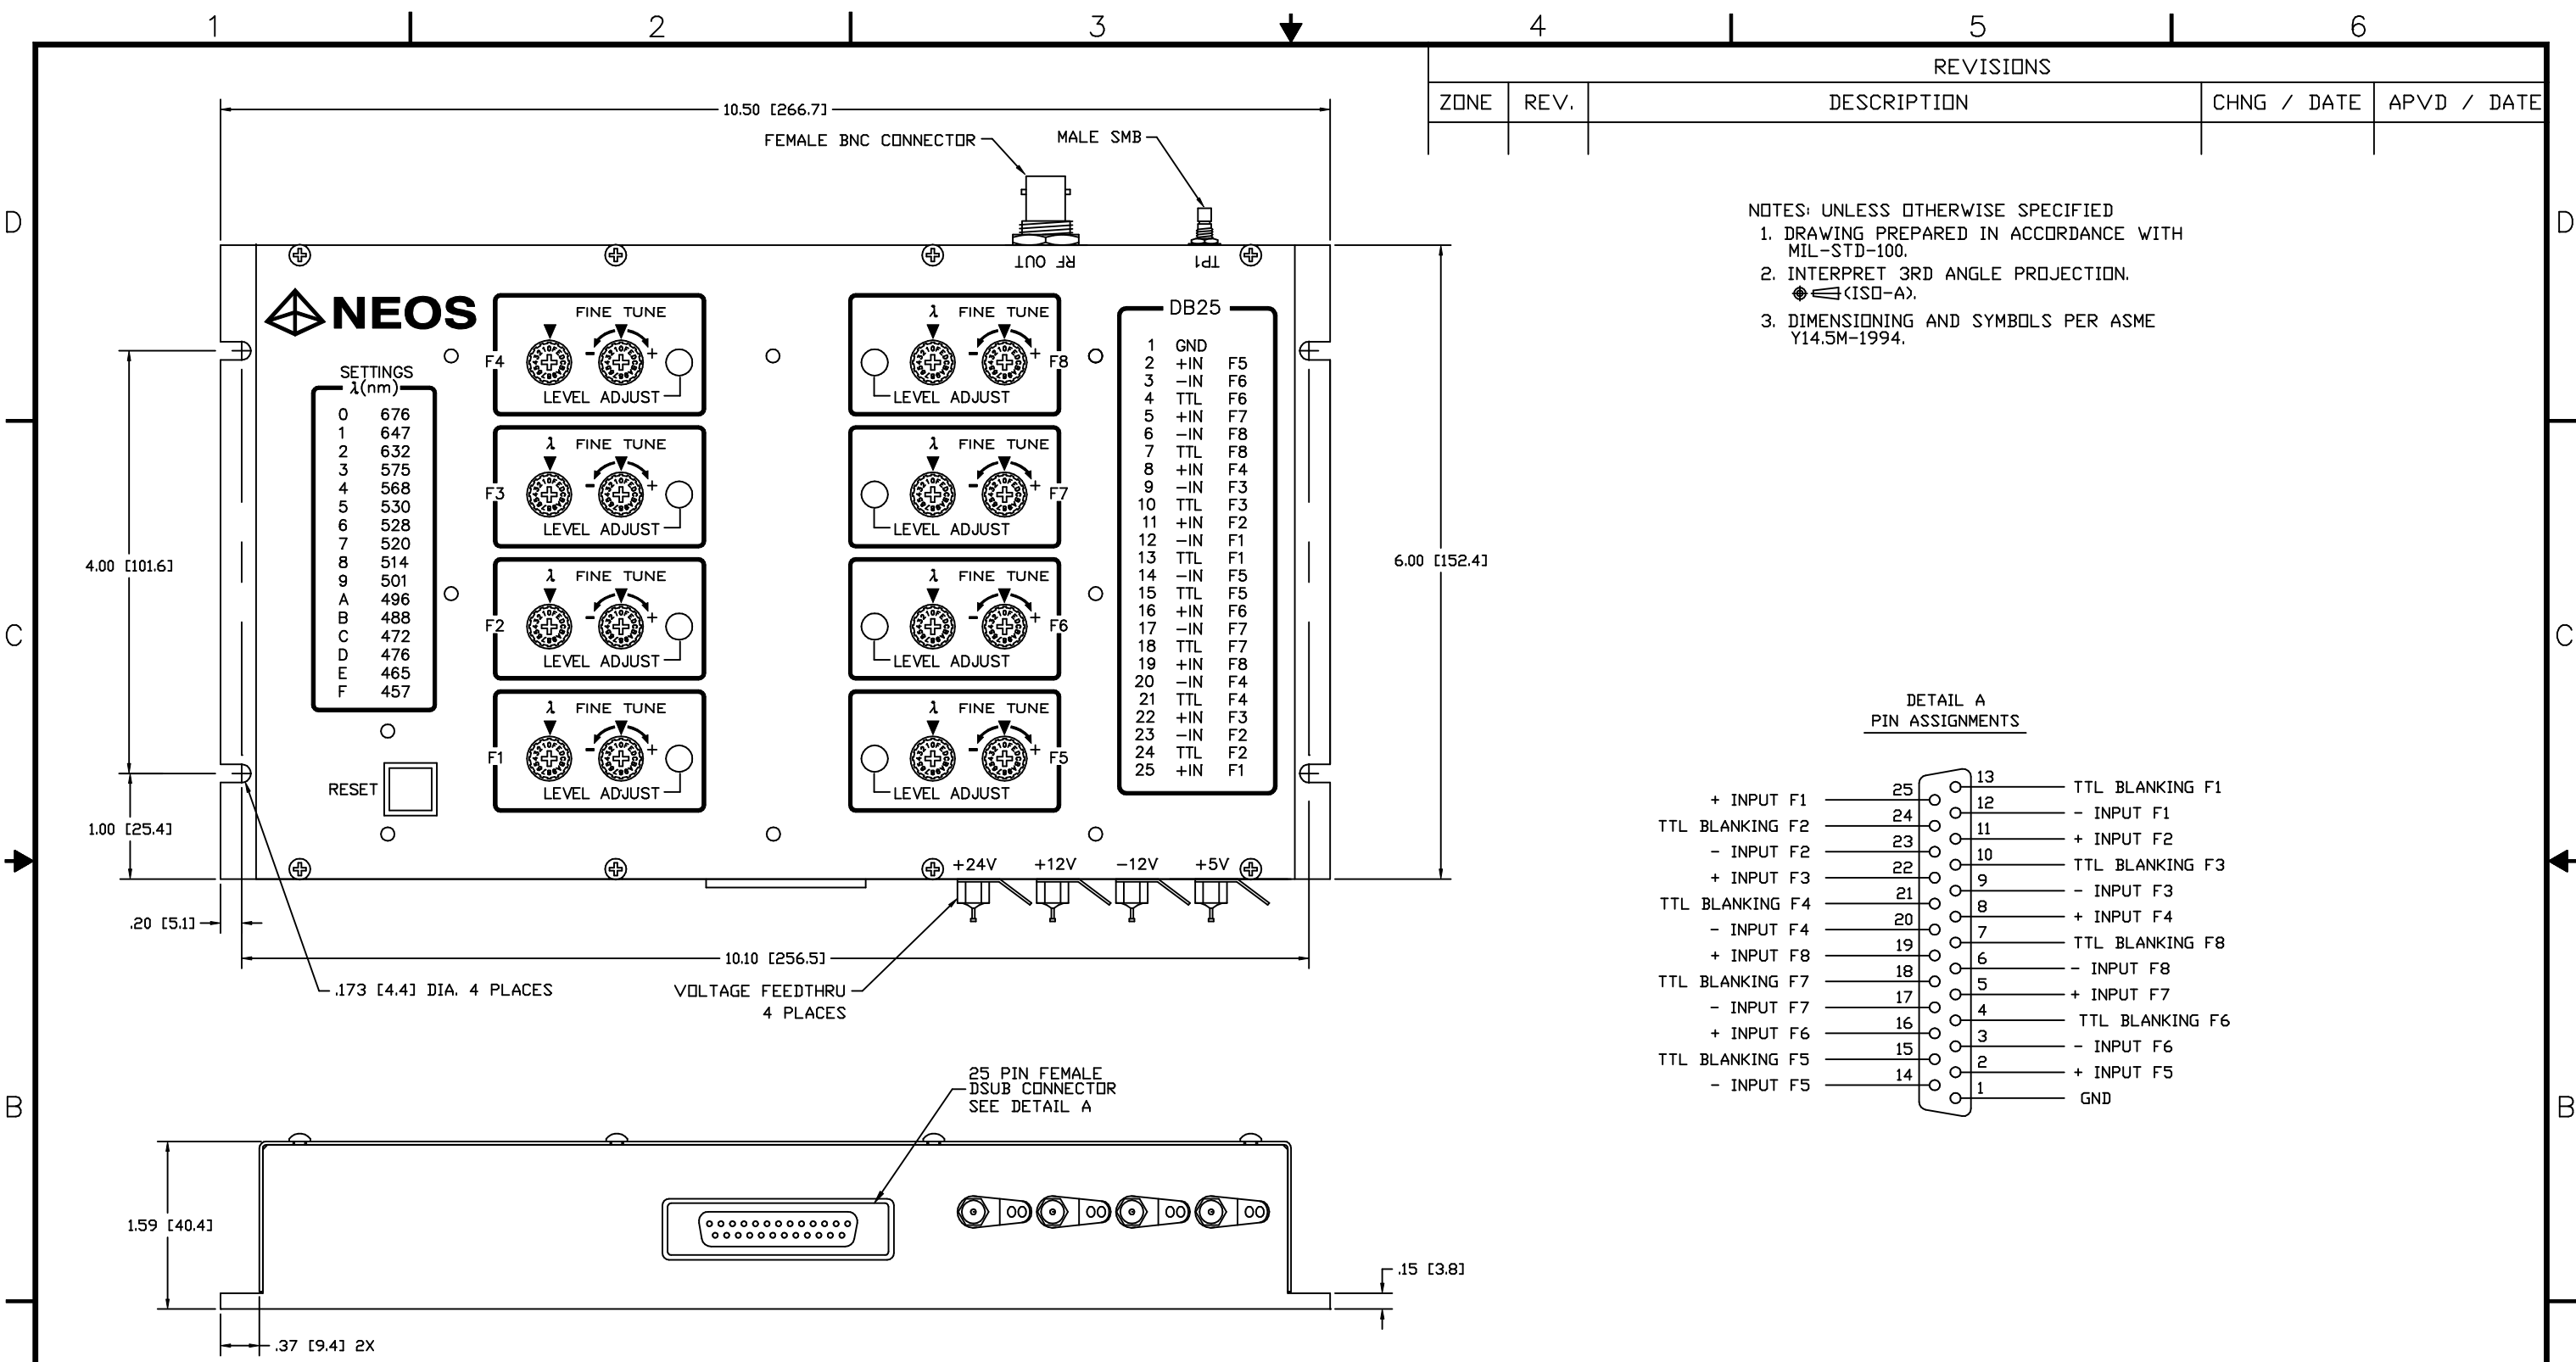 1 2 3 4 5 6
REVISIONS
ZONE REV. DESCRIPTION CHNG / DATE APVD / DATE
D D
C C
B B
10.50 [266.7]
FEMALE BNC CONNECTOR
MALE SMB
RF OUT
TP1
NEOS
SETTINGS
λ(nm)
0 676
1 647
2 632
3 575
4 568
5 530
6 528
7 520
8 514
9 501
A 496
B 488
C 472
D 476
E 465
F 457
RESET
FINE TUNE
F4
- +
LEVEL ADJUST
λ FINE TUNE
F3
- +
LEVEL ADJUST
λ FINE TUNE
F2
- +
LEVEL ADJUST
λ FINE TUNE
F1
- +
LEVEL ADJUST
λ FINE TUNE
- + F8
LEVEL ADJUST
λ FINE TUNE
- + F7
LEVEL ADJUST
λ FINE TUNE
- + F6
LEVEL ADJUST
λ FINE TUNE
- + F5
LEVEL ADJUST
DB25
1 GND
2 +IN F5
3 -IN F6
4 TTL F6
5 +IN F7
6 -IN F8
7 TTL F8
8 +IN F4
9 -IN F3
10 TTL F3
11 +IN F2
12 -IN F1
13 TTL F1
14 -IN F5
15 TTL F5
16 +IN F6
17 -IN F7
18 TTL F7
19 +IN F8
20 -IN F4
21 TTL F4
22 +IN F3
23 -IN F2
24 TTL F2
25 +IN F1
+24V +12V -12V +5V
4.00 [101.6]
1.00 [25.4]
6.00 [152.4]
.20 [5.1]
10.10 [256.5]
.173 [4.4] DIA. 4 PLACES
VOLTAGE FEEDTHRU
4 PLACES
NOTES: UNLESS OTHERWISE SPECIFIED
1. DRAWING PREPARED IN ACCORDANCE WITH
MIL-STD-100.
2. INTERPRET 3RD ANGLE PROJECTION.
(ISO-A).
3. DIMENSIONING AND SYMBOLS PER ASME
Y14.5M-1994.
DETAIL A
PIN ASSIGNMENTS
13 TTL BLANKING F1
+ INPUT F1 25
12 - INPUT F1
TTL BLANKING F2 24
11 + INPUT F2
- INPUT F2 23
10 TTL BLANKING F3
+ INPUT F3 22
9 - INPUT F3
TTL BLANKING F4 21
8 + INPUT F4
- INPUT F4 20
7 TTL BLANKING F8
+ INPUT F8 19
6 - INPUT F8
TTL BLANKING F7 18
5 + INPUT F7
- INPUT F7 17
4 TTL BLANKING F6
+ INPUT F6 16
3 - INPUT F6
TTL BLANKING F5 15
2 + INPUT F5
- INPUT F5 14
1 GND
25 PIN FEMALE
DSUB CONNECTOR
SEE DETAIL A
1.59 [40.4]
.15 [3.8]
.37 [9.4] 2X